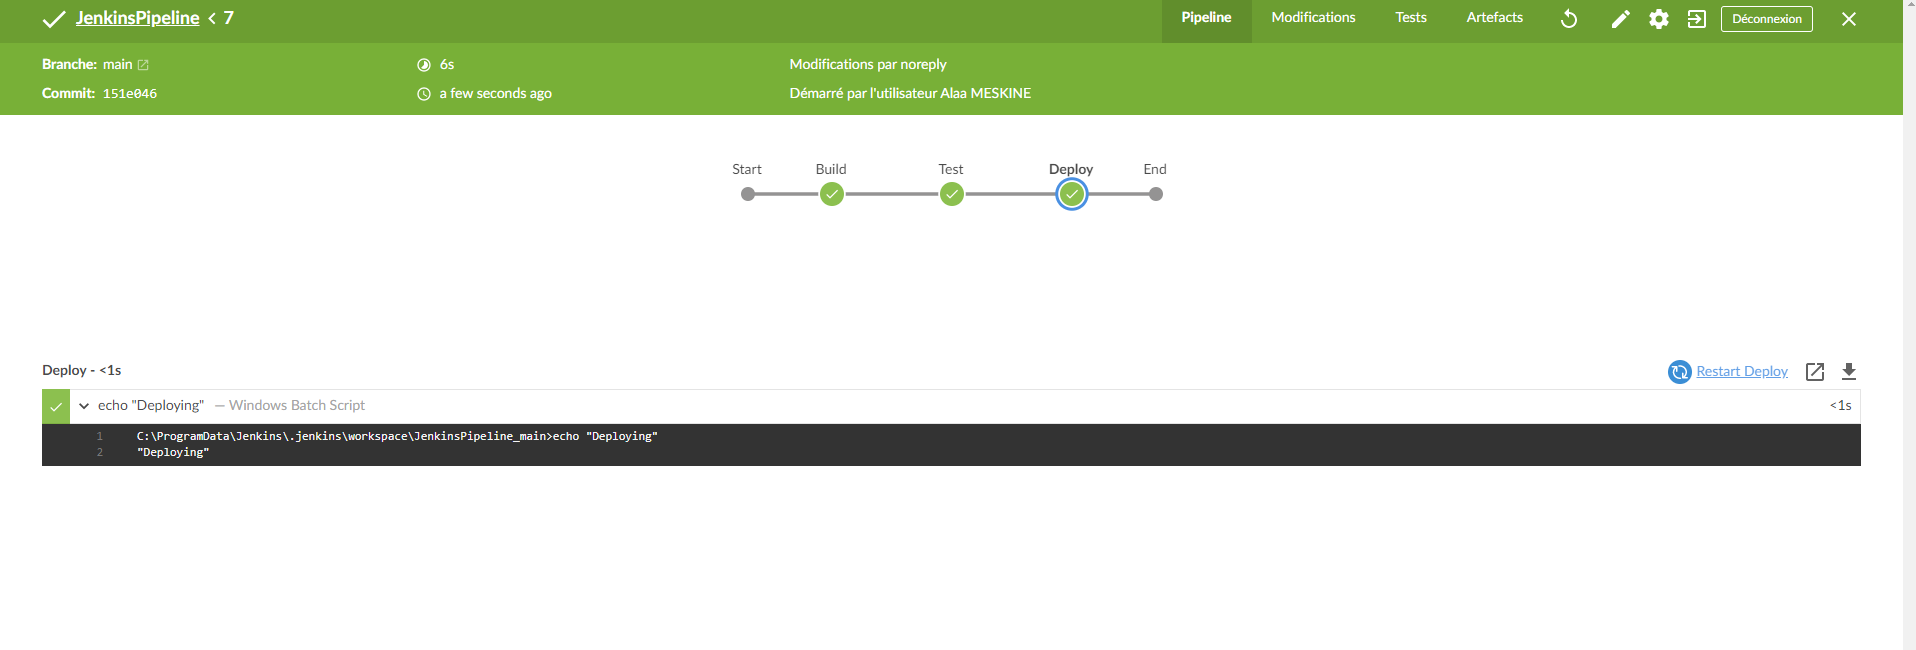 JenkinsPipeline < 7
Pipeline Modifications Tests Artefacts Déconnexion
Branche: main 6s Modifications par noreply
Commit: 151e046 a few seconds ago Démarré par l'utilisateur Alaa MESKINE
Start Build Test Deploy End
Deploy - <1s Restart Deploy
echo "Deploying" — Windows Batch Script <1s
1 C:\ProgramData\Jenkins\.jenkins\workspace\JenkinsPipeline_main>echo "Deploying"
2 "Deploying"